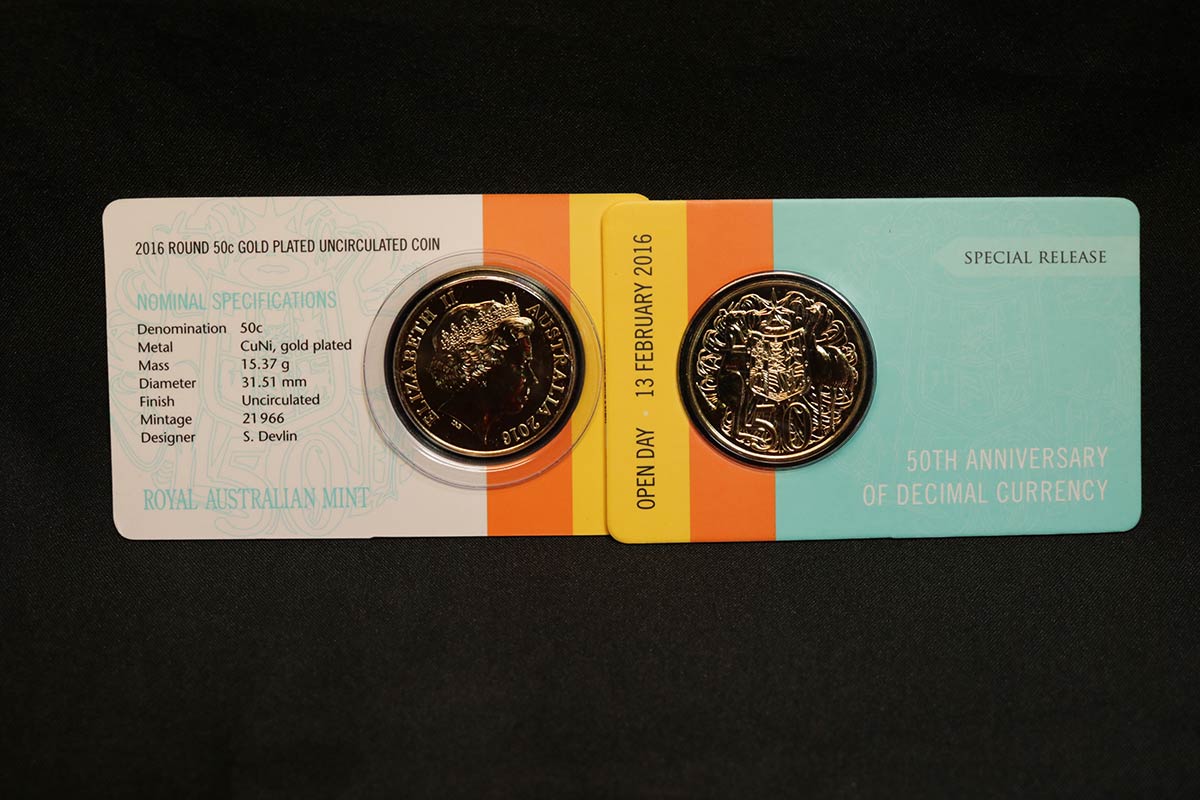 2016 ROUND 50c GOLD PLATED UNCIRCULATED COIN
NOMINAL SPECIFICATIONS
Denomination 50c
Metal CuNi, gold plated
Mass 15.37 g
Diameter 31.51 mm
Finish Uncirculated
Mintage 21 966
Designer S. Devlin
ROYAL AUSTRALIAN MINT
ELIZABETH II AUSTRALIA 2016
OPEN DAY • 13 FEBRUARY 2016
50
SPECIAL RELEASE
50TH ANNIVERSARY
OF DECIMAL CURRENCY